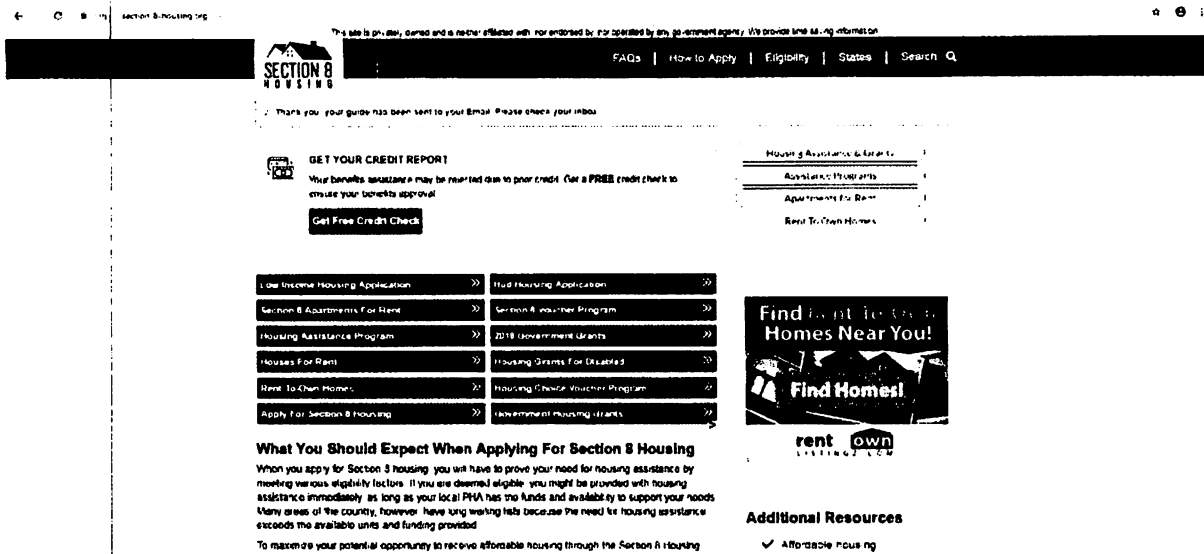 section-8-housing.org
This site is privately owned and is neither affiliated with, nor endorsed by, nor operated by any government agency. We provide time saving information
SECTION 8
HOUSING
FAQs | How to Apply | Eligibility | States | Search
Thank you, your guide has been sent to your Email. Please check your inbox
GET YOUR CREDIT REPORT
Your benefits assistance may be rejected due to prior credit. Get a FREE credit check to
ensure your benefits approval
Get Free Credit Check
Housing Assistance & Grants
Assistance Programs
Apartments for Rent
Rent To Own Homes
Low Income Housing Application
Hud Housing Application
Section 8 Apartments For Rent
Section 8 Voucher Program
Housing Assistance Program
2018 Government Grants
Houses For Rent
Housing Grants For Disabled
Rent-To-Own Homes
Housing Choice Voucher Program
Apply For Section 8 Housing
Government Housing Grants
Find Rent To Own
Homes Near You!
Find Homes!
rent own
LISTINGZ.COM
What You Should Expect When Applying For Section 8 Housing
When you apply for Section 8 housing, you will have to prove your need for housing assistance by
meeting various eligibility factors. If you are deemed eligible, you might be provided with housing
assistance immediately, as long as your local PHA has the funds and availability to support your needs
Many areas of the country, however, have long waiting lists because the need for housing assistance
exceeds the available units and funding provided
To maximize your potential opportunity to receive affordable housing through the Section 8 Housing
Additional Resources
Affordable housing